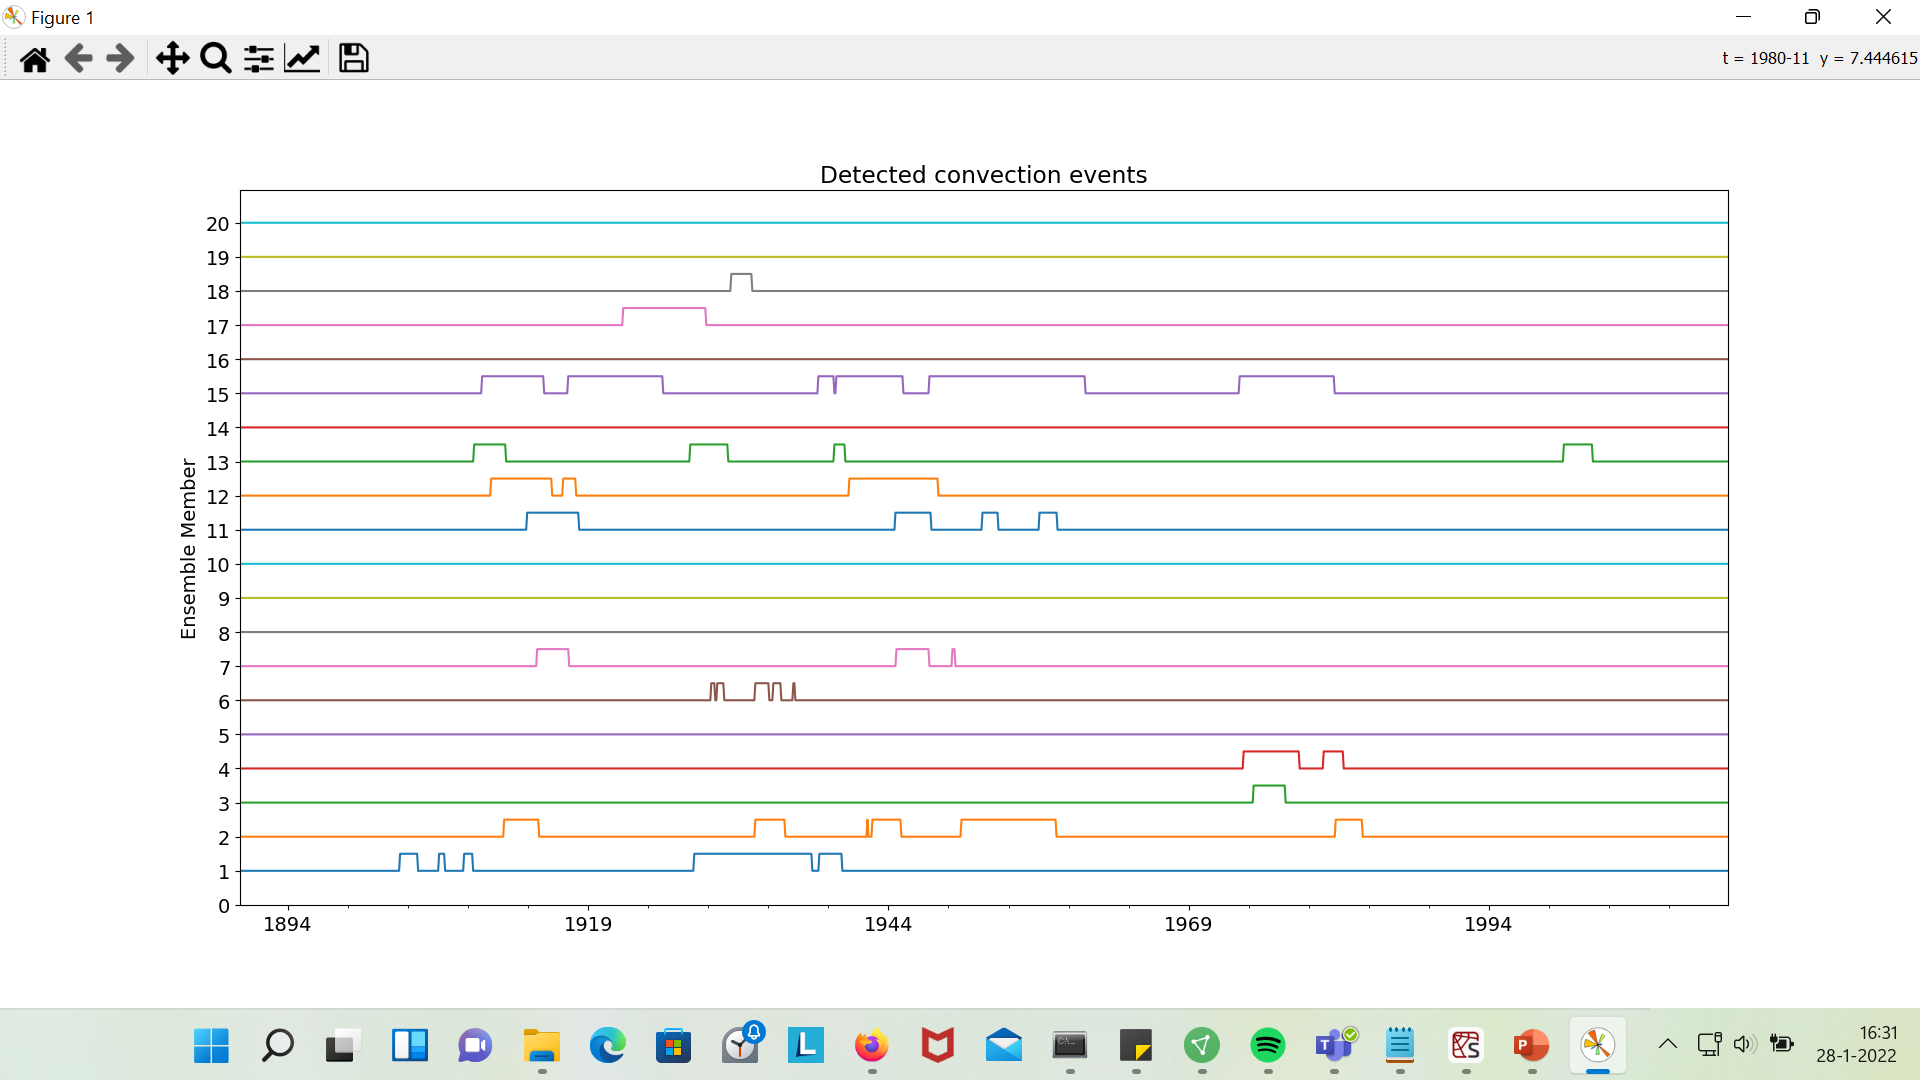 Figure 1
t = 1980-11 y = 7.444615
Detected convection events
Ensemble Member
20
19
18
17
16
15
14
13
12
11
10
9
8
7
6
5
4
3
2
1
0
1894 1919 1944 1969 1994
L
C:\_
T
S
P
16:31
28-1-2022